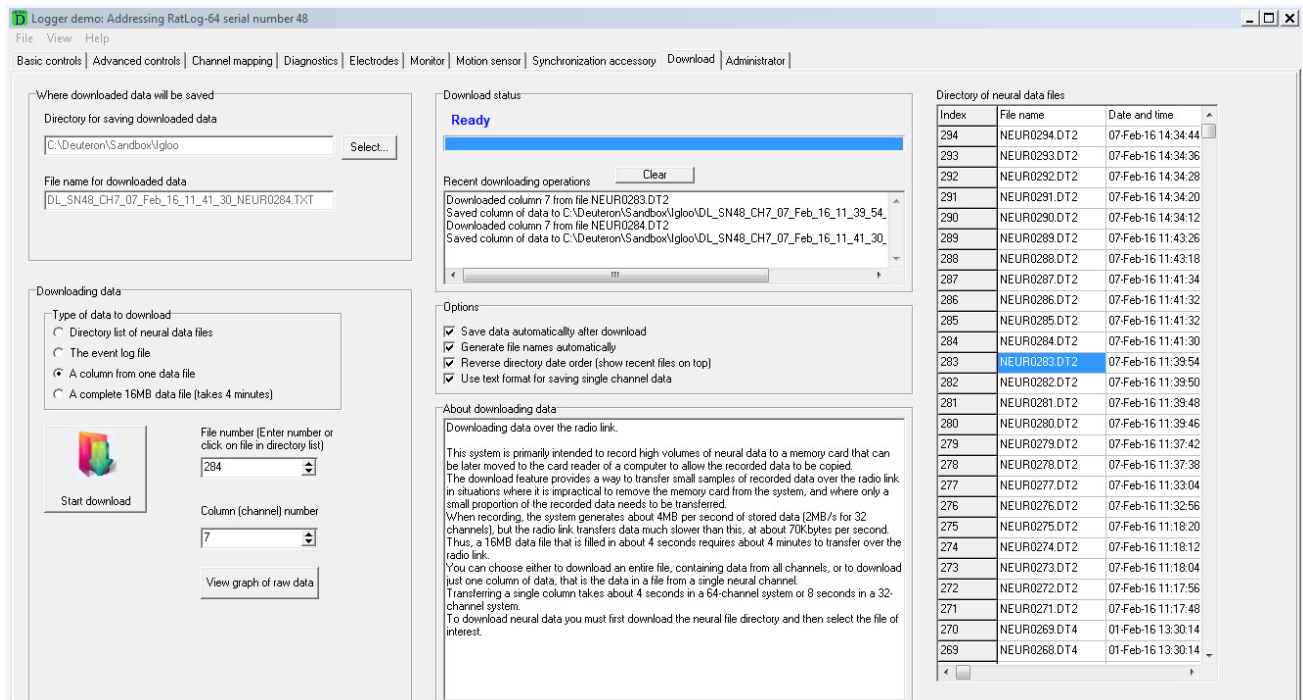 Logger demo: Addressing RatLog-64 serial number 48
File View Help
Basic controls Advanced controls Channel mapping Diagnostics Electrodes Monitor Motion sensor Synchronization accessory Download Administrator
Where downloaded data will be saved
Directory for saving downloaded data
C:\Deuteron\Sandbox\Igloo
Select...
File name for downloaded data
DL_SN48_CH7_07_Feb_16_11_41_30_NEUR0284.TXT
Downloading data
Type of data to download
Directory list of neural data files
The event log file
A column from one data file
A complete 16MB data file (takes 4 minutes)
Start download
File number (Enter number or
click on file in directory list)
284
Column (channel) number
7
View graph of raw data
Download status
Ready
Recent downloading operations
Clear
Downloaded column 7 from file NEUR0283.DT2
Saved column of data to C:\Deuteron\Sandbox\Igloo\DL_SN48_CH7_07_Feb_16_11_39_54_
Downloaded column 7 from file NEUR0284.DT2
Saved column of data to C:\Deuteron\Sandbox\Igloo\DL_SN48_CH7_07_Feb_16_11_41_30_
Options
Save data automaticallty after download
Generate file names automatically
Reverse directory date order (show recent files on top)
Use text format for saving single channel data
About downloading data
Downloading data over the radio link.
This system is primarily intended to record high volumes of neural data to a memory card that can
be later moved to the card reader of a computer to allow the recorded data to be copied.
The download feature provides a way to transfer small samples of recorded data over the radio link
in situations where it is impractical to remove the memory card from the system, and where only a
small proportion of the recorded data needs to be transferred.
When recording, the system generates about 4MB per second of stored data (2MB/s for 32
channels), but the radio link transfers data much slower than this, at about 70Kbytes per second.
Thus, a 16MB data file that is filled in about 4 seconds requires about 4 minutes to transfer over the
radio link.
You can choose either to download an entire file, containing data from all channels, or to download
just one column of data, that is the data in a file from a single neural channel.
Transferring a single column takes about 4 seconds in a 64-channel system or 8 seconds in a 32-
channel system.
To download neural data you must first download the neural file directory and then select the file of
interest.
Directory of neural data files
Index File name Date and time
294 NEUR0294.DT2 07-Feb-16 14:34:44
293 NEUR0293.DT2 07-Feb-16 14:34:36
292 NEUR0292.DT2 07-Feb-16 14:34:28
291 NEUR0291.DT2 07-Feb-16 14:34:20
290 NEUR0290.DT2 07-Feb-16 14:34:12
289 NEUR0289.DT2 07-Feb-16 11:43:26
288 NEUR0288.DT2 07-Feb-16 11:43:18
287 NEUR0287.DT2 07-Feb-16 11:41:34
286 NEUR0286.DT2 07-Feb-16 11:41:32
285 NEUR0285.DT2 07-Feb-16 11:41:32
284 NEUR0284.DT2 07-Feb-16 11:41:30
283 NEUR0283.DT2 07-Feb-16 11:39:54
282 NEUR0282.DT2 07-Feb-16 11:39:50
281 NEUR0281.DT2 07-Feb-16 11:39:48
280 NEUR0280.DT2 07-Feb-16 11:39:46
279 NEUR0279.DT2 07-Feb-16 11:37:42
278 NEUR0278.DT2 07-Feb-16 11:37:38
277 NEUR0277.DT2 07-Feb-16 11:33:04
276 NEUR0276.DT2 07-Feb-16 11:32:56
275 NEUR0275.DT2 07-Feb-16 11:18:20
274 NEUR0274.DT2 07-Feb-16 11:18:12
273 NEUR0273.DT2 07-Feb-16 11:18:04
272 NEUR0272.DT2 07-Feb-16 11:17:56
271 NEUR0271.DT2 07-Feb-16 11:17:48
270 NEUR0269.DT4 01-Feb-16 13:30:14
269 NEUR0268.DT4 01-Feb-16 13:30:14